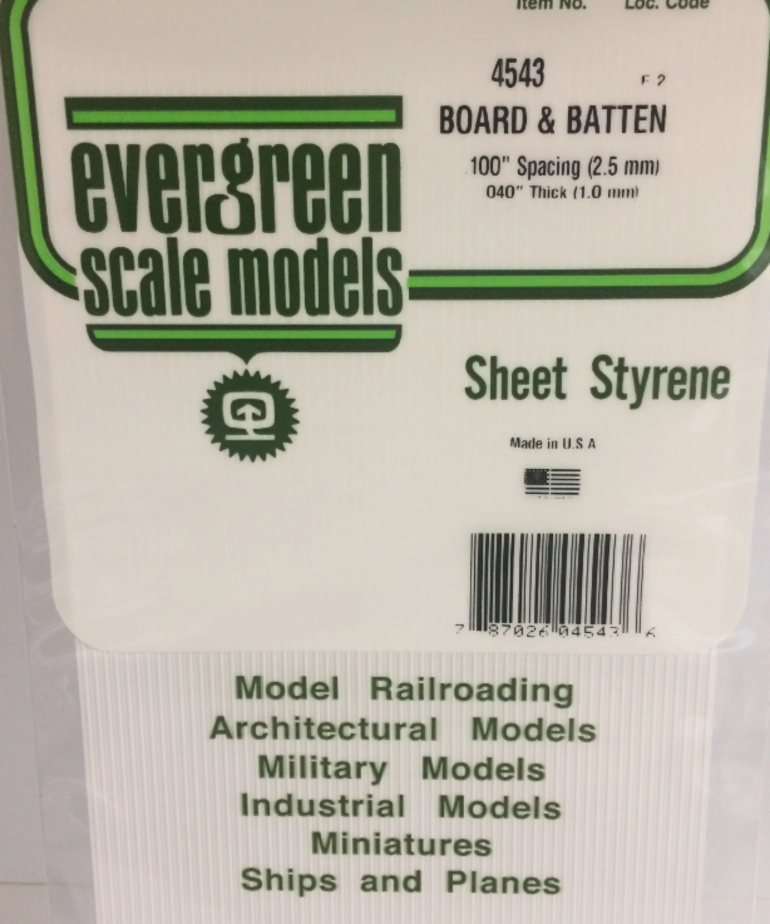 Item No. Loc. Code
4543 F 2
BOARD & BATTEN
100" Spacing (2.5 mm)
040" Thick (1.0 mm)
evergreen
scale models
Sheet Styrene
Made in U.S A
7 87026 04543 6
Model Railroading
Architectural Models
Military Models
Industrial Models
Miniatures
Ships and Planes